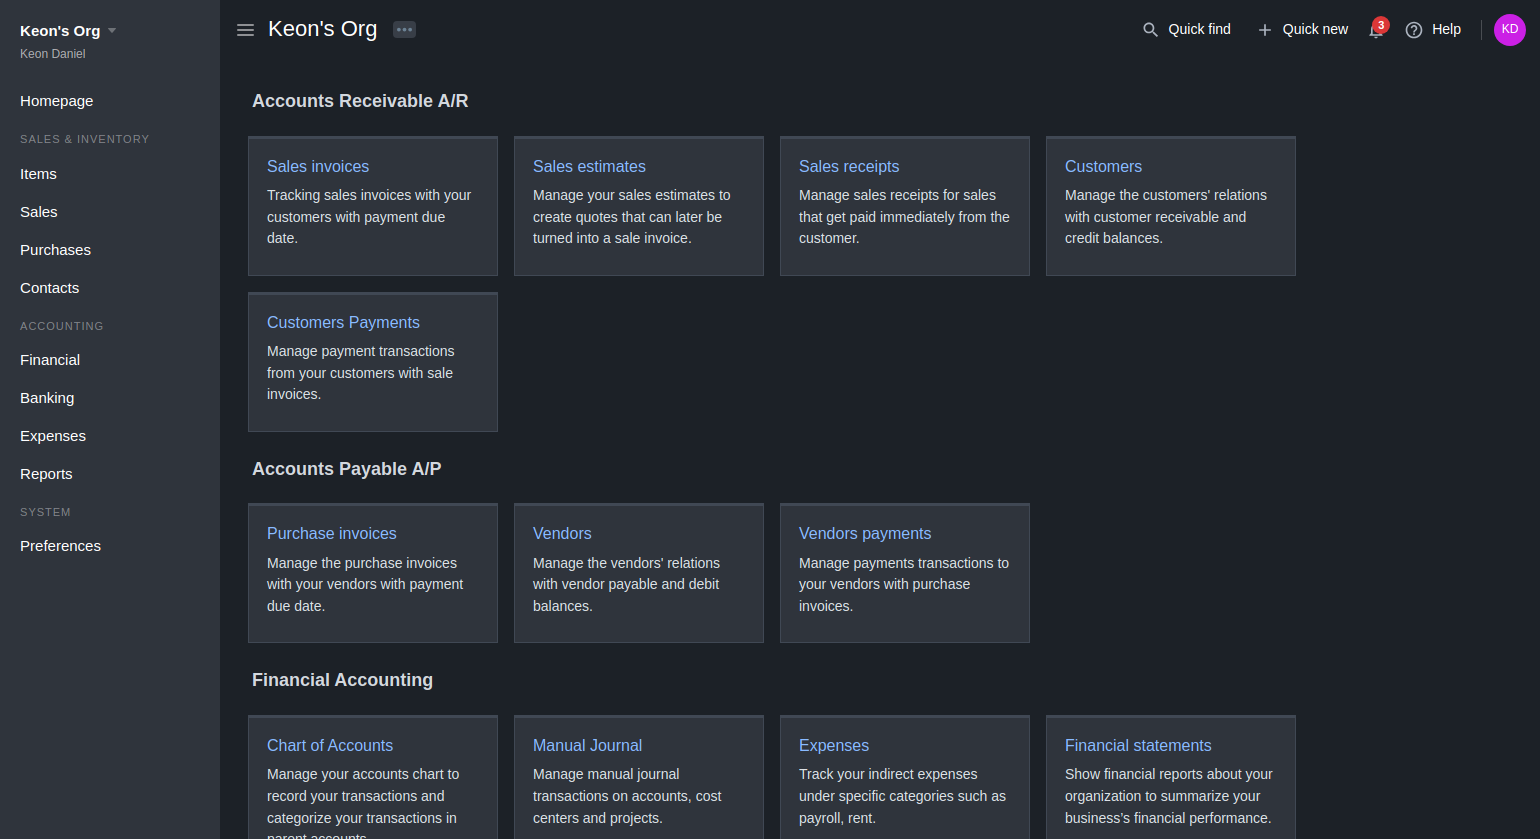 Keon's Org
Keon Daniel
Homepage
SALES & INVENTORY
Items
Sales
Purchases
Contacts
ACCOUNTING
Financial
Banking
Expenses
Reports
SYSTEM
Preferences
Keon's Org
Quick find
Quick new
3
Help
KD
Accounts Receivable A/R
Sales invoices
Tracking sales invoices with your
customers with payment due
date.
Sales estimates
Manage your sales estimates to
create quotes that can later be
turned into a sale invoice.
Sales receipts
Manage sales receipts for sales
that get paid immediately from the
customer.
Customers
Manage the customers' relations
with customer receivable and
credit balances.
Customers Payments
Manage payment transactions
from your customers with sale
invoices.
Accounts Payable A/P
Purchase invoices
Manage the purchase invoices
with your vendors with payment
due date.
Vendors
Manage the vendors' relations
with vendor payable and debit
balances.
Vendors payments
Manage payments transactions to
your vendors with purchase
invoices.
Financial Accounting
Chart of Accounts
Manage your accounts chart to
record your transactions and
categorize your transactions in
parent accounts.
Manual Journal
Manage manual journal
transactions on accounts, cost
centers and projects.
Expenses
Track your indirect expenses
under specific categories such as
payroll, rent.
Financial statements
Show financial reports about your
organization to summarize your
business's financial performance.